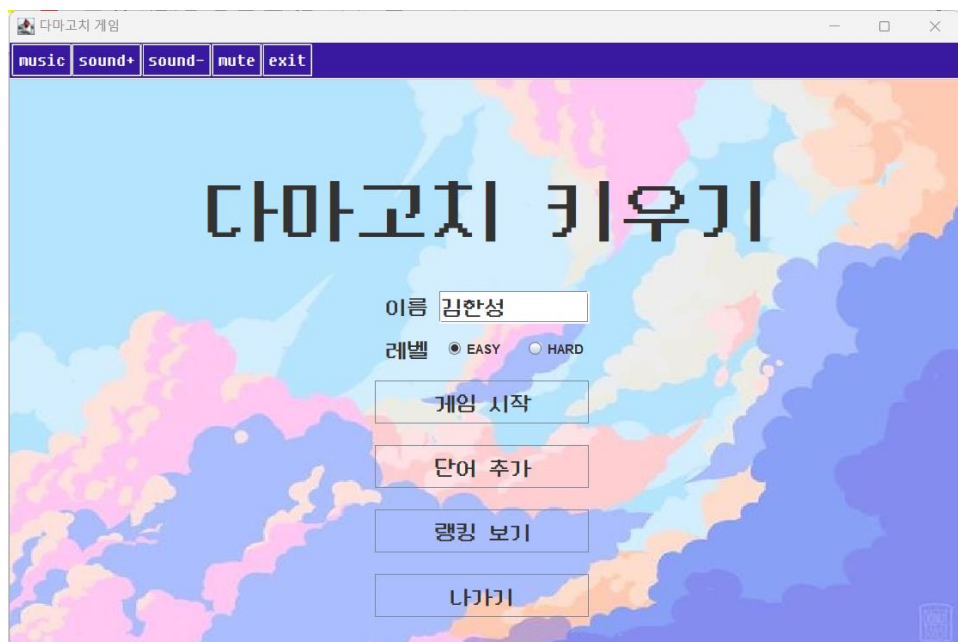 다마고치 게임
music sound+ sound- mute exit
다마고치 키우기
이름 김한성
레벨 EASY HARD
게임 시작
단어 추가
랭킹 보기
나가기